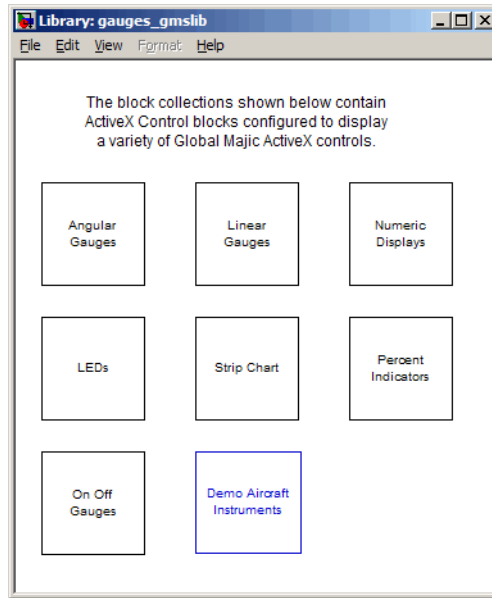 Library: gauges_gmslib
File Edit View Format Help
The block collections shown below contain
ActiveX Control blocks configured to display
a variety of Global Majic ActiveX controls.
Angular
Gauges
Linear
Gauges
Numeric
Displays
LEDs
Strip Chart
Percent
Indicators
On Off
Gauges
Demo Aircraft
Instruments